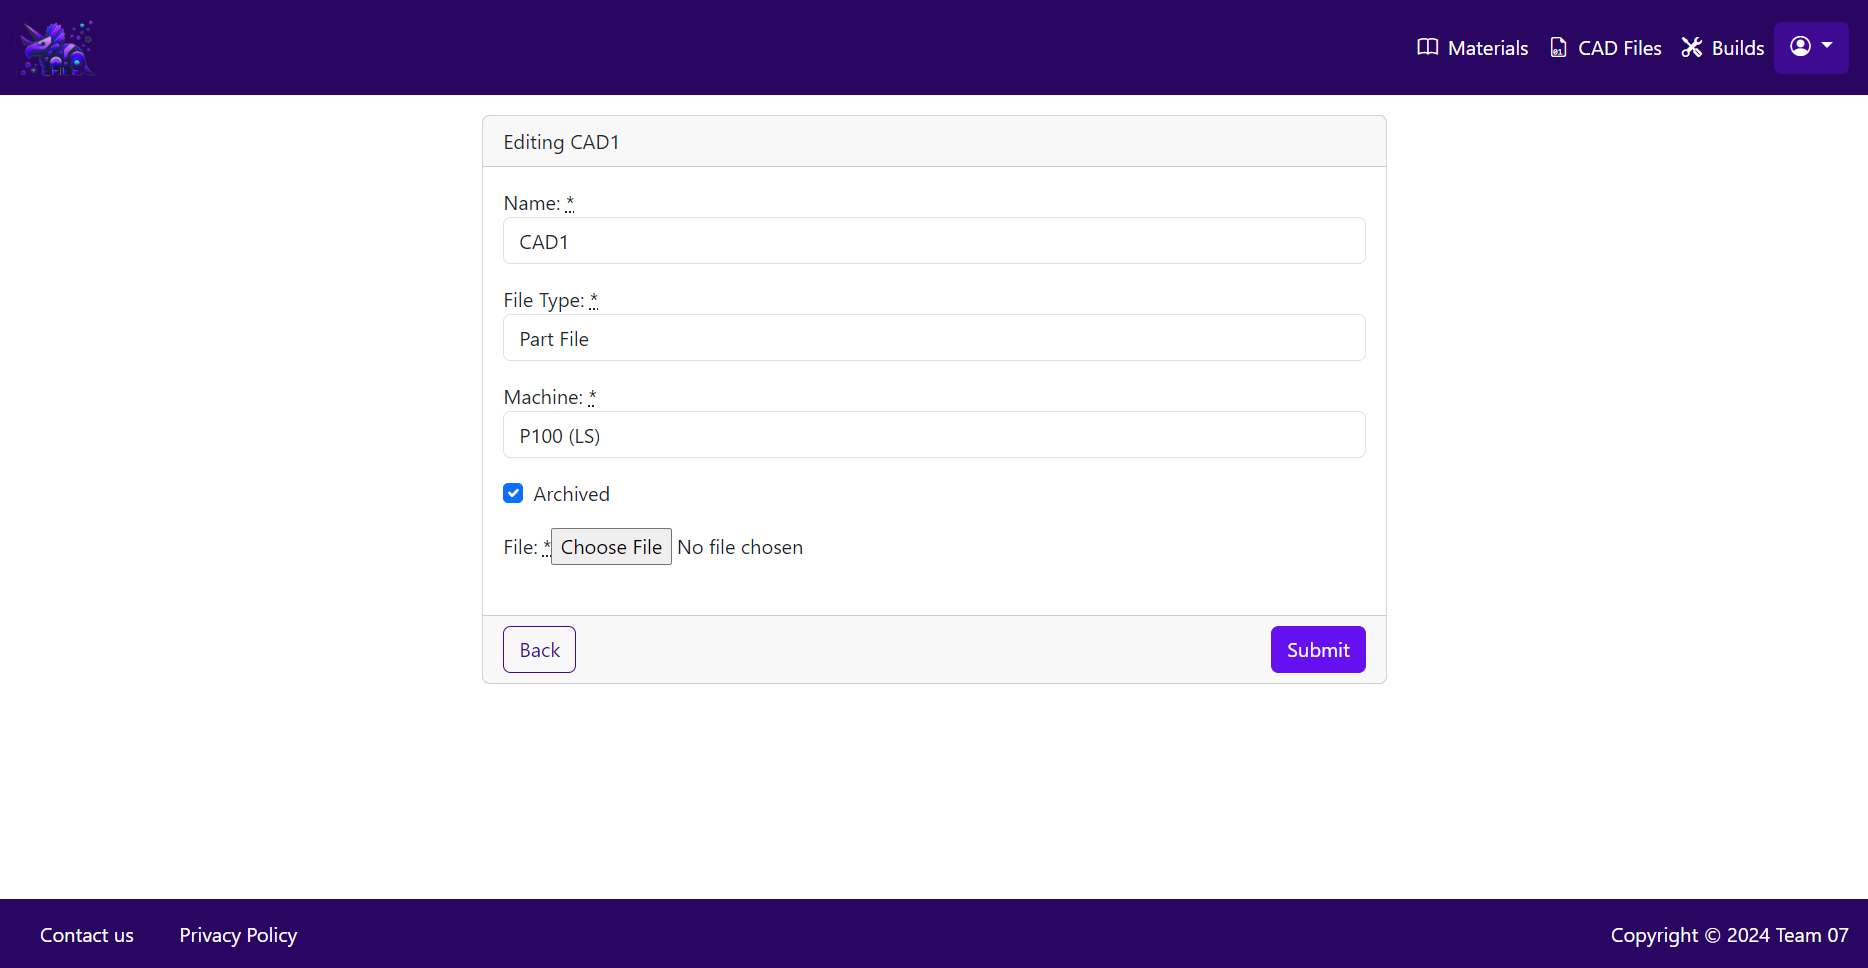 Materials
CAD Files
Builds
Editing CAD1
Name: *
CAD1
File Type: *
Part File
Machine: *
P100 (LS)
Archived
File: * Choose File No file chosen
Back
Submit
Contact us
Privacy Policy
Copyright © 2024 Team 07